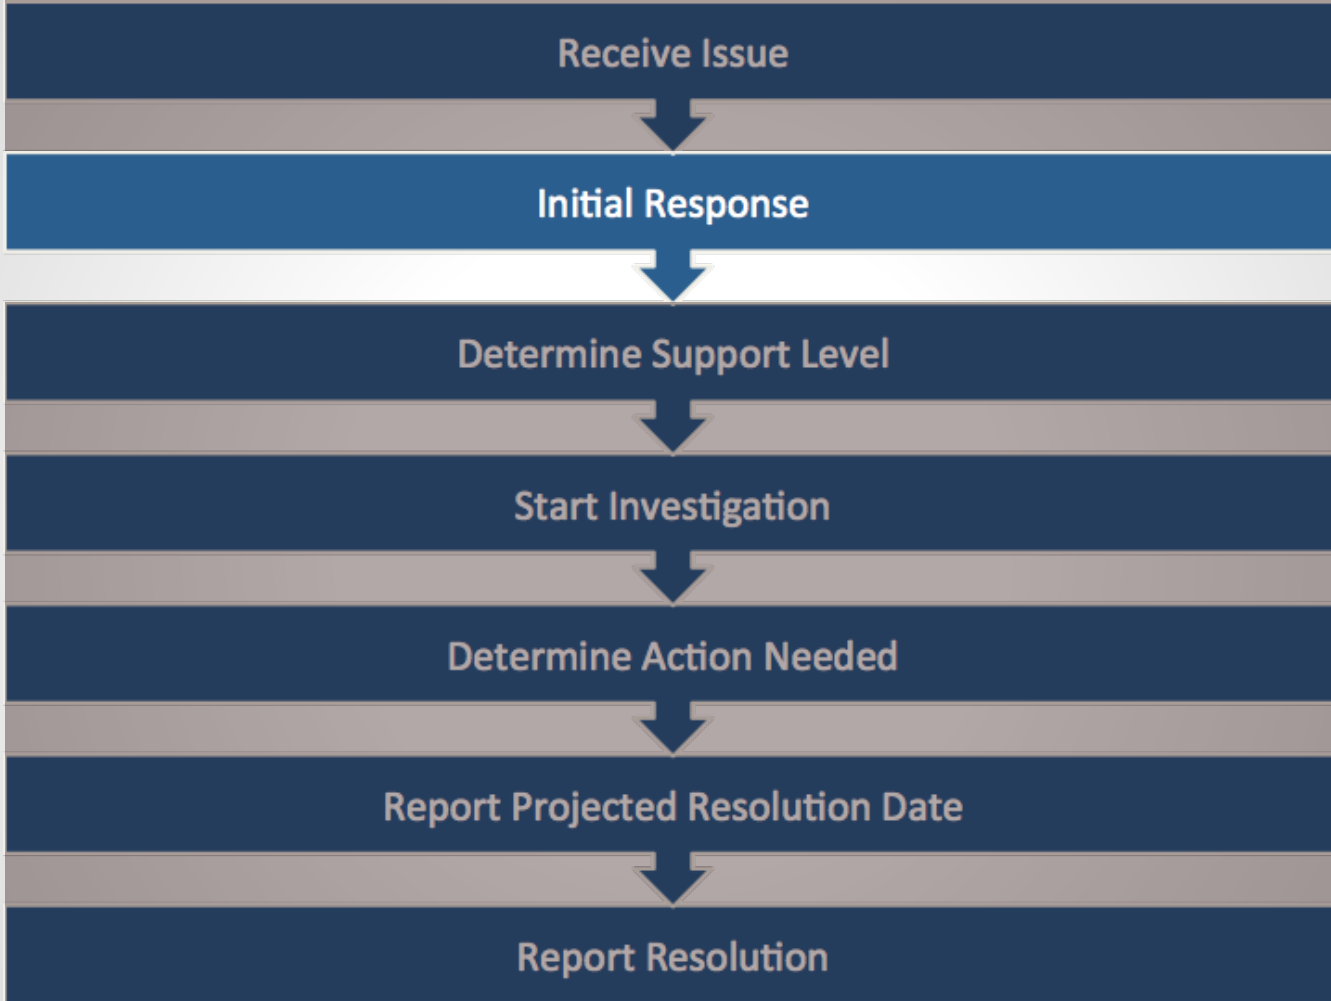 Receive Issue
Initial Response
Determine Support Level
Start Investigation
Determine Action Needed
Report Projected Resolution Date
Report Resolution